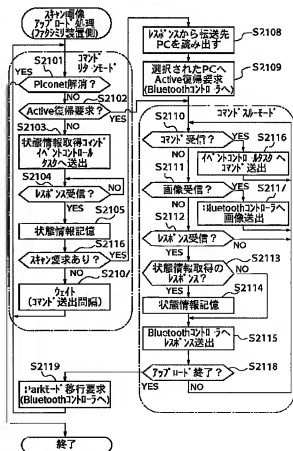 スキャン画像
アップロード処理
(ファクシミリ装置側)
コマンド
リターンモード
S2101
YES
Piconet解消?
NO
S2102
Active復帰要求?
YES
NO
S2103
状態情報取得コマンド
イベントコントロール
タスクへ送出
S2104
レスポンス受信?
NO
YES
S2105
状態情報記憶
S2116
スキャン要求あり?
YES
NO
S210/
ウェイト
(コマンド送出間隔)
S2119
Parkモード移行要求
(Bluetoothコントローラへ)
終了
S2108
レスポンスから転送先
PCを読み出す
S2109
選択されたPCへ
Active復帰要求
(Bluetoothコントローラへ)
コマンドスルーモード
S2110
コマンド受信?
YES
S2116
イベントコントロールタスクへ
コマンド送出
NO
S2111
画像受信?
YES
S211/
Bluetoothコントローラへ
画像送出
NO
S2112
レスポンス受信?
NO
YES
S2113
状態情報取得の
レスポンス?
NO
YES
S2114
状態情報記憶
S2115
Bluetoothコントローラへ
レスポンス送出
S2118
アップロード終了?
YES
NO